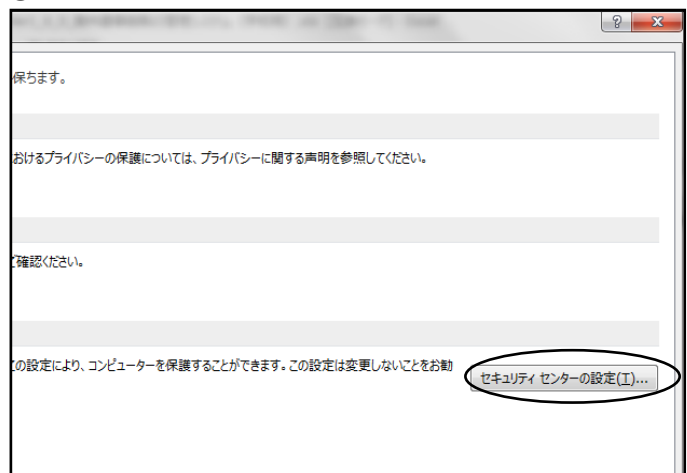 保ちます。
おけるプライバシーの保護については、プライバシーに関する声明を参照してください。
ご確認ください。
この設定により、コンピューターを保護することができます。この設定は変更しないことをお勧
セキュリティ センターの設定(T)...